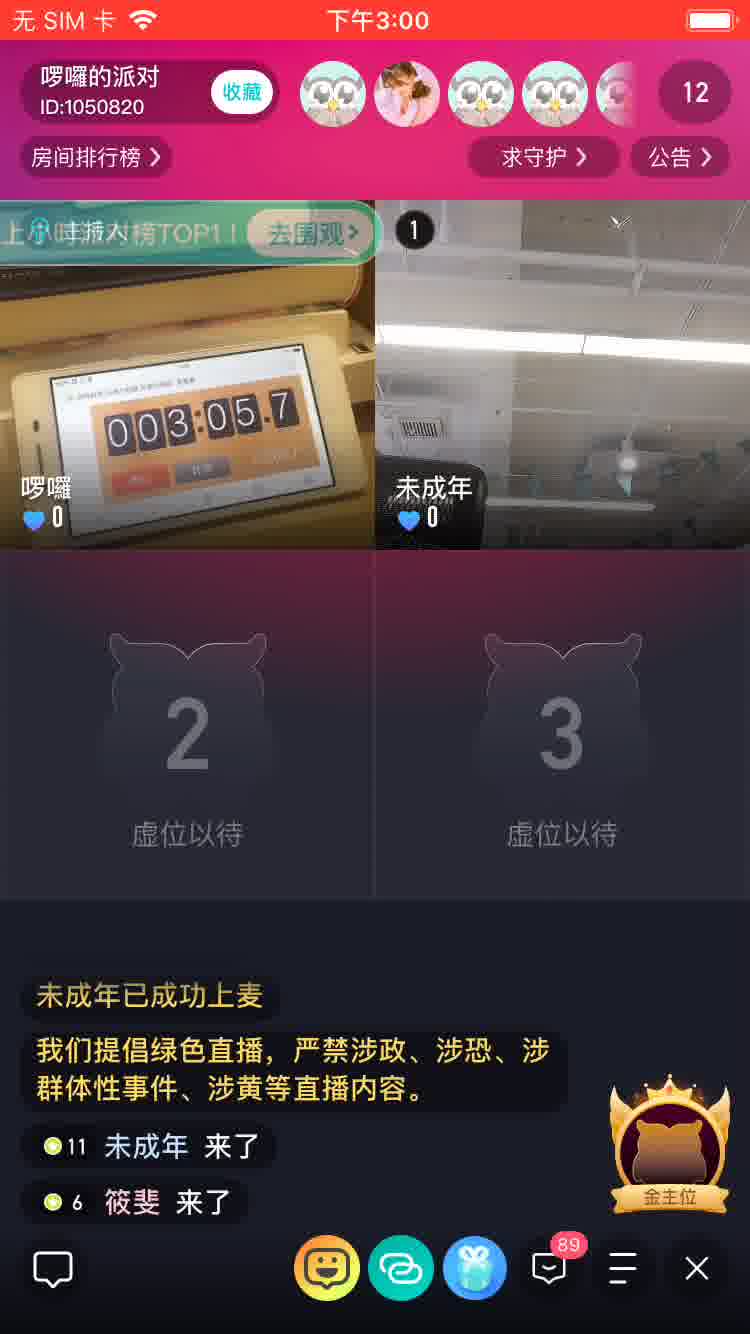 无 SIM 卡
下午3:00
啰囉的派对
ID:1050820
收藏
12
房间排行榜
求守护
公告
主持人
榜TOP1！
去围观
1
003:05.7
啰囉
0
未成年
0
2
虚位以待
3
虚位以待
未成年已成功上麦
我们提倡绿色直播，严禁涉政、涉恐、涉
群体性事件、涉黄等直播内容。
11 未成年 来了
6 筱斐 来了
金主位
89